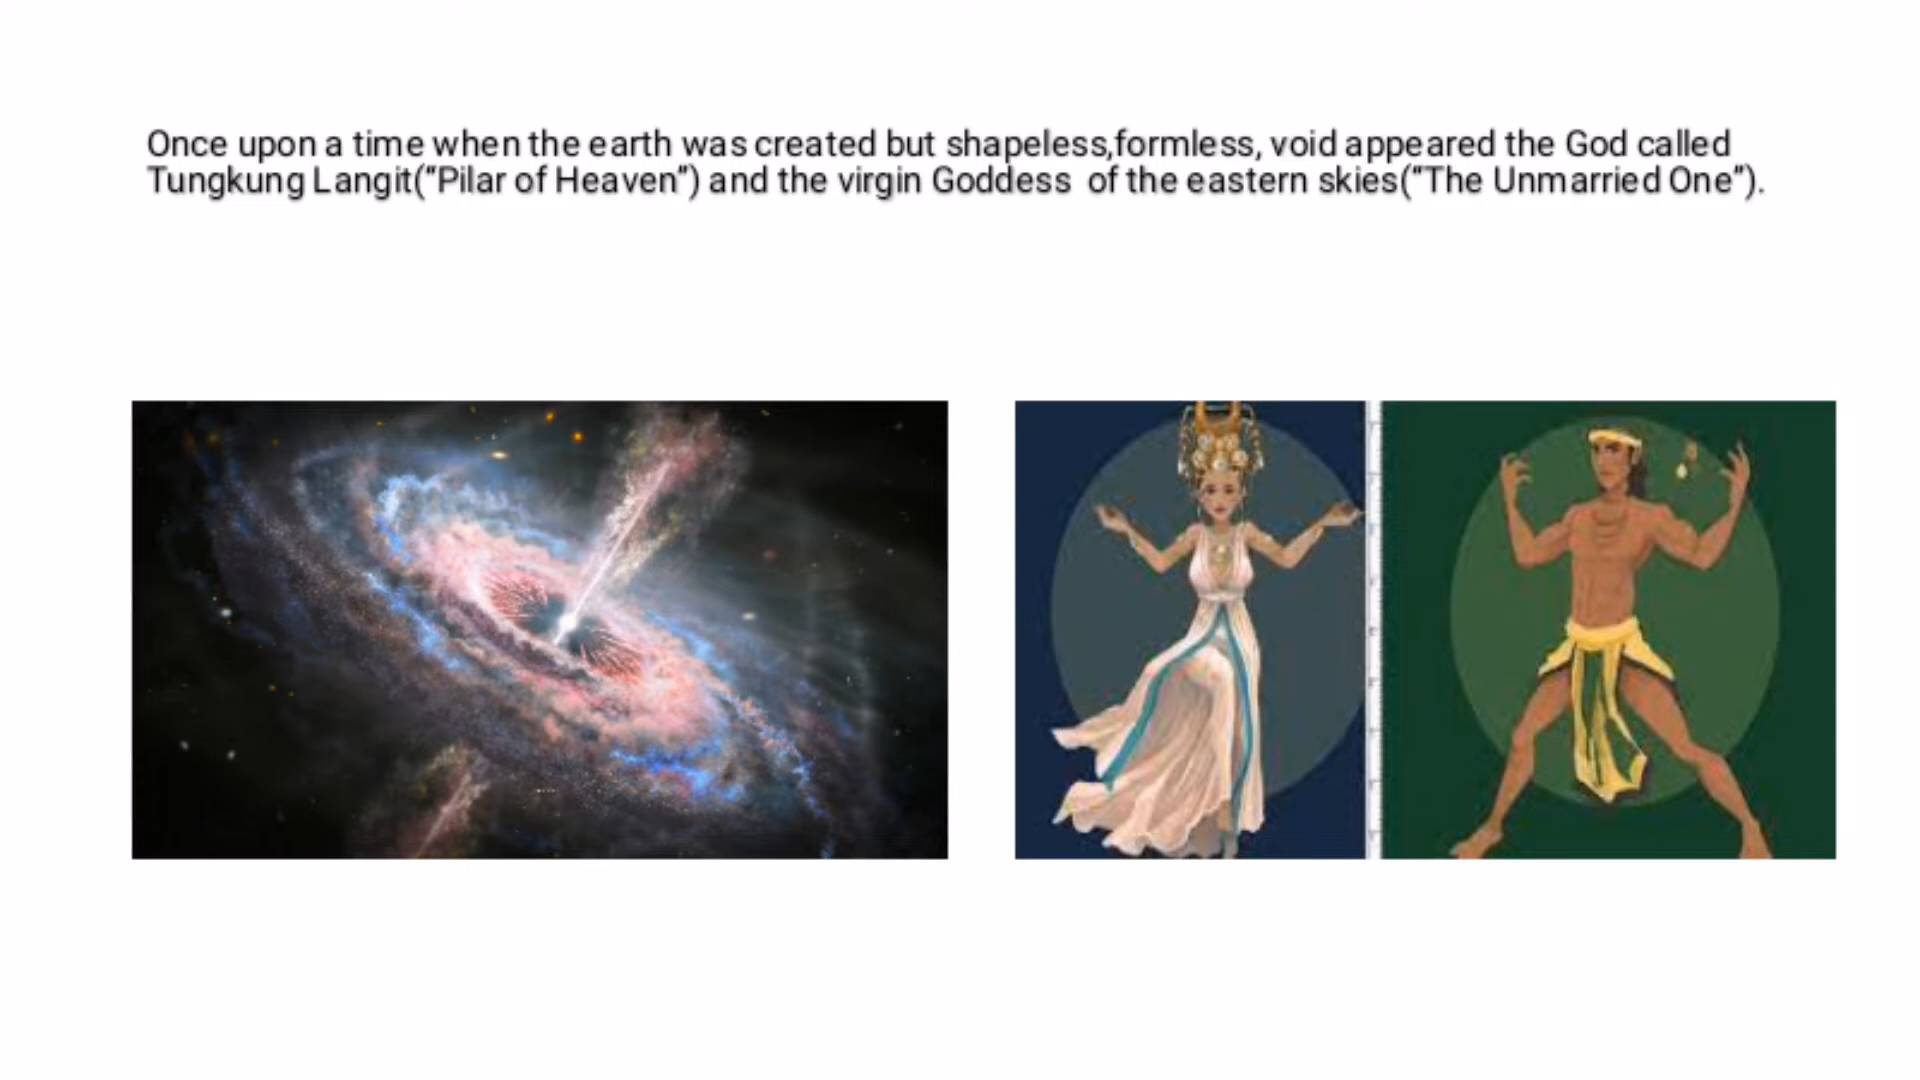 Once upon a time when the earth was created but shapeless,formless, void appeared the God called
Tungkung Langit(“Pilar of Heaven”) and the virgin Goddess of the eastern skies(“The Unmarried One”).